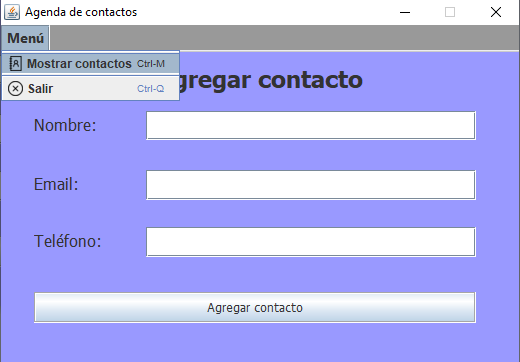 Agenda de contactos
Menú
Mostrar contactos Ctrl-M
Salir Ctrl-Q
gregar contacto
Nombre:
Email:
Teléfono:
Agregar contacto